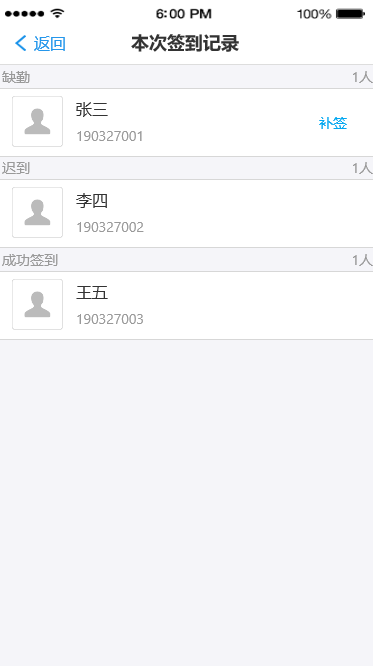 6:00 PM 100%
返回 本次签到记录
缺勤 1人
张三
190327001
补签
迟到 1人
李四
190327002
成功签到 1人
王五
190327003